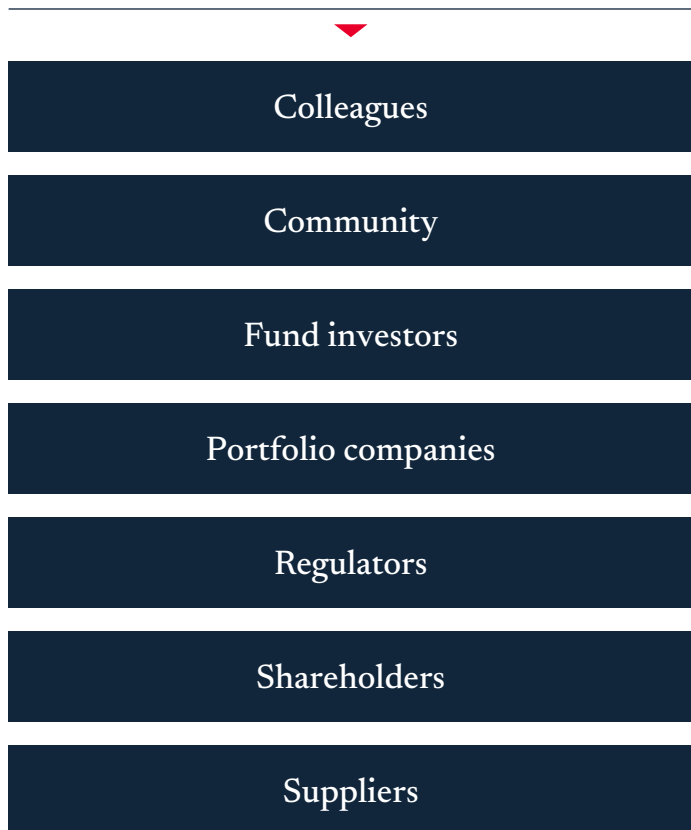 Colleagues
Community
Fund investors
Portfolio companies
Regulators
Shareholders
Suppliers